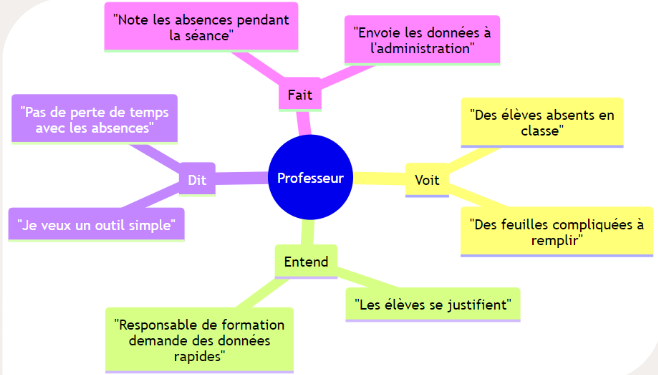 "Note les absences pendant
la séance"
"Envoie les données à
l'administration"
Fait
"Pas de perte de temps
avec les absences"
"Des élèves absents en
classe"
Dit
Professeur
Voit
"Je veux un outil simple"
"Des feuilles compliquées à
remplir"
Entend
"Les élèves se justifient"
"Responsable de formation
demande des données
rapides"